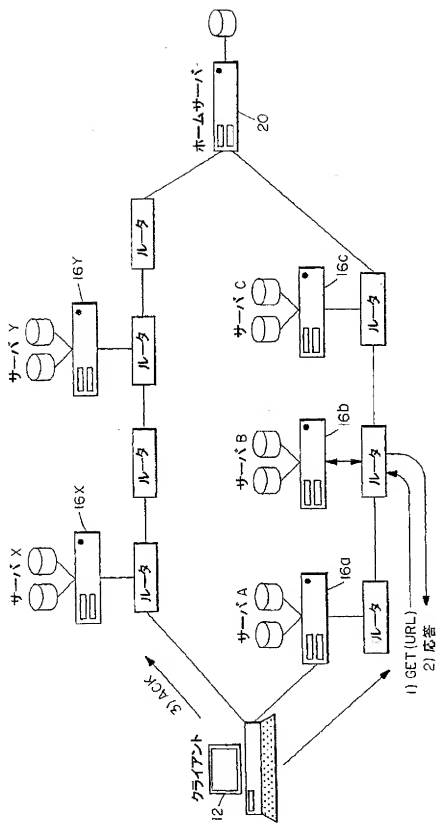 ホームサーバ
20
サーバ Y
16Y
ルータ
ルータ
サーバ X
16X
ルータ
ルータ
サーバ C
16c
ルータ
サーバ B
16b
ルータ
サーバ A
16a
ルータ
クライアント
12
3) ACK
1) GET (URL)
2) 応答